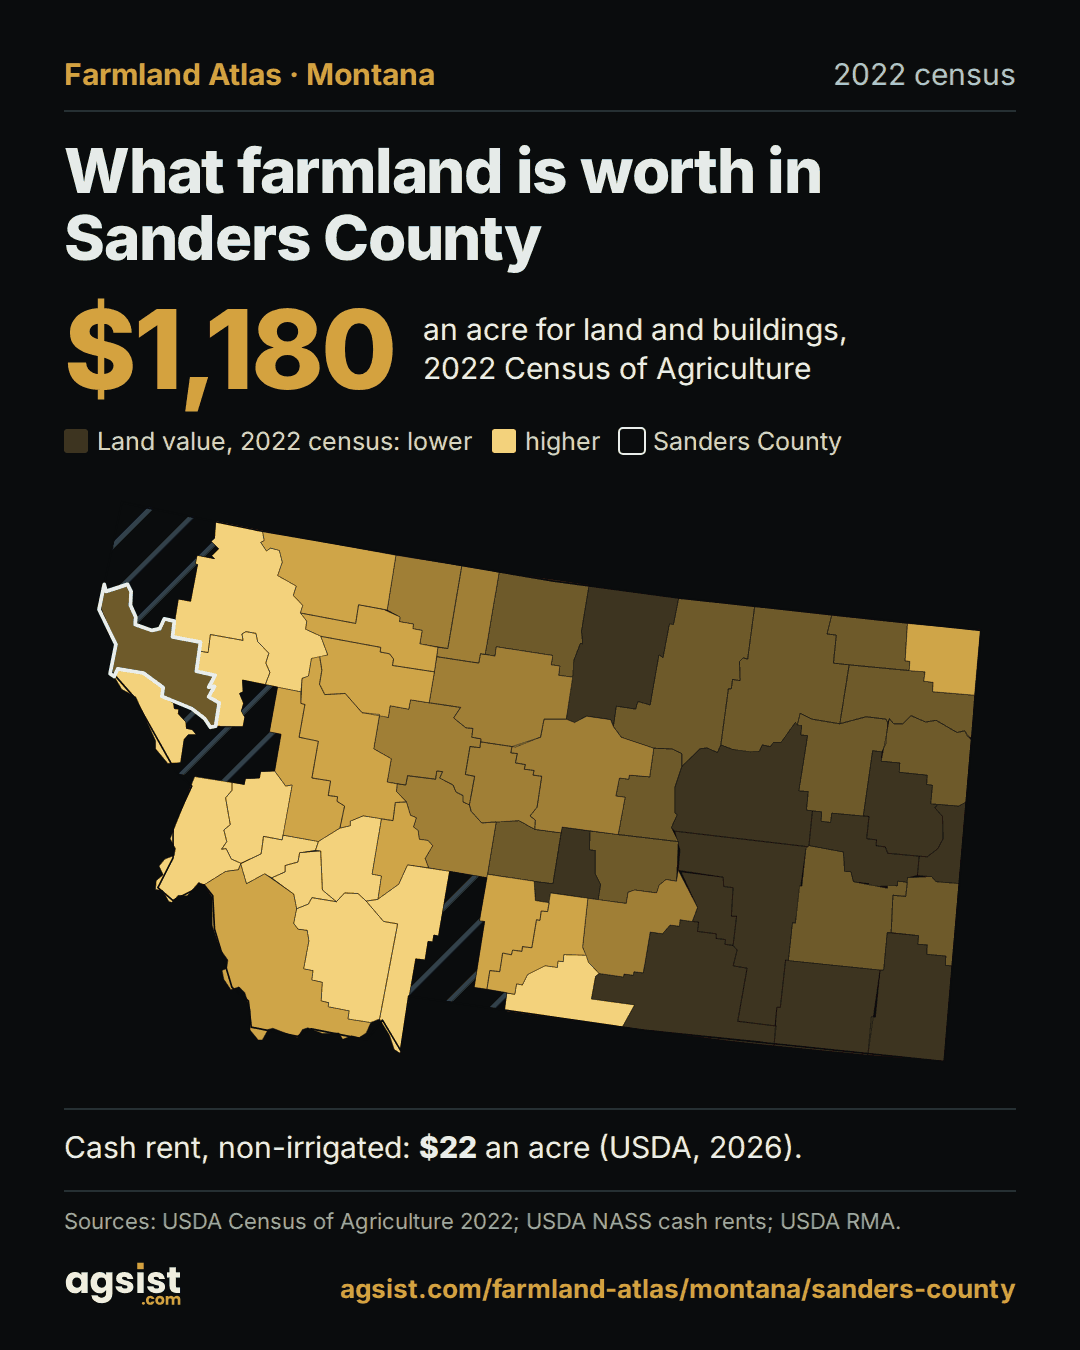 Farmland Atlas · Montana
2022 census
What farmland is worth in
Sanders County
$1,180
an acre for land and buildings,
2022 Census of Agriculture
Land value, 2022 census: lower
higher
Sanders County
Cash rent, non-irrigated: $22 an acre (USDA, 2026).
Sources: USDA Census of Agriculture 2022; USDA NASS cash rents; USDA RMA.
agsist
.com
agsist.com/farmland-atlas/montana/sanders-county